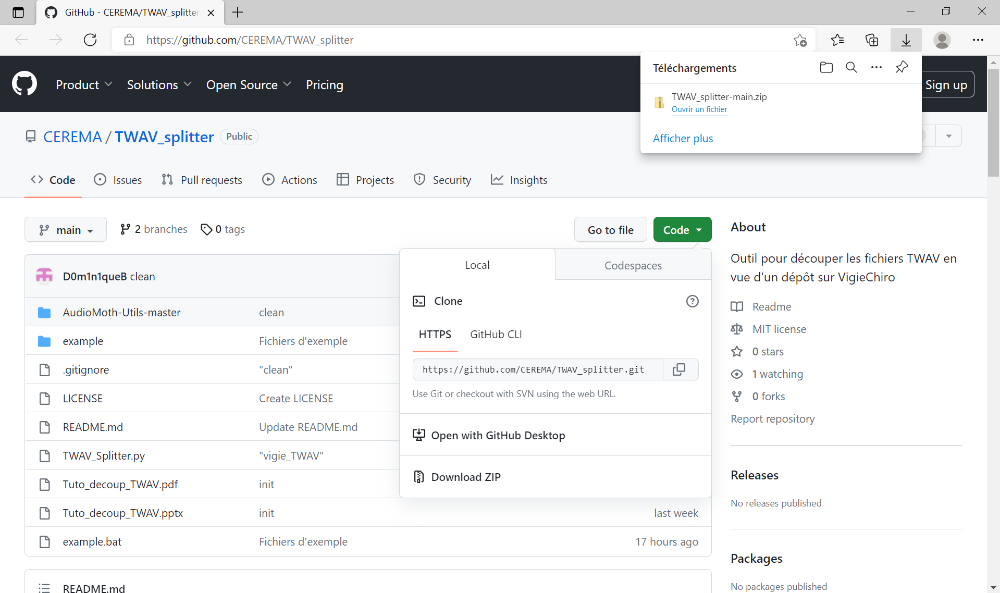 GitHub - CEREMA/TWAV_splitter
https://github.com/CEREMA/TWAV_splitter
Product
Solutions
Open Source
Pricing
Sign up
Téléchargements
TWAV_splitter-main.zip
Ouvrir un fichier
Afficher plus
CEREMA / TWAV_splitter
Public
Code
Issues
Pull requests
Actions
Projects
Security
Insights
main
2 branches
0 tags
Go to file
Code
D0m1n1queB clean
AudioMoth-Utils-master
clean
example
Fichiers d'exemple
.gitignore
"clean"
LICENSE
Create LICENSE
README.md
Update README.md
TWAV_Splitter.py
"vigie_TWAV"
Tuto_decoup_TWAV.pdf
init
Tuto_decoup_TWAV.pptx
init
last week
example.bat
Fichiers d'exemple
17 hours ago
README.md
Local
Codespaces
Clone
HTTPS
GitHub CLI
https://github.com/CEREMA/TWAV_splitter.git
Use Git or checkout with SVN using the web URL.
Open with GitHub Desktop
Download ZIP
About
Outil pour découper les fichiers TWAV en
vue d'un dépôt sur VigieChiro
Readme
MIT license
0 stars
1 watching
0 forks
Report repository
Releases
No releases published
Packages
No packages published